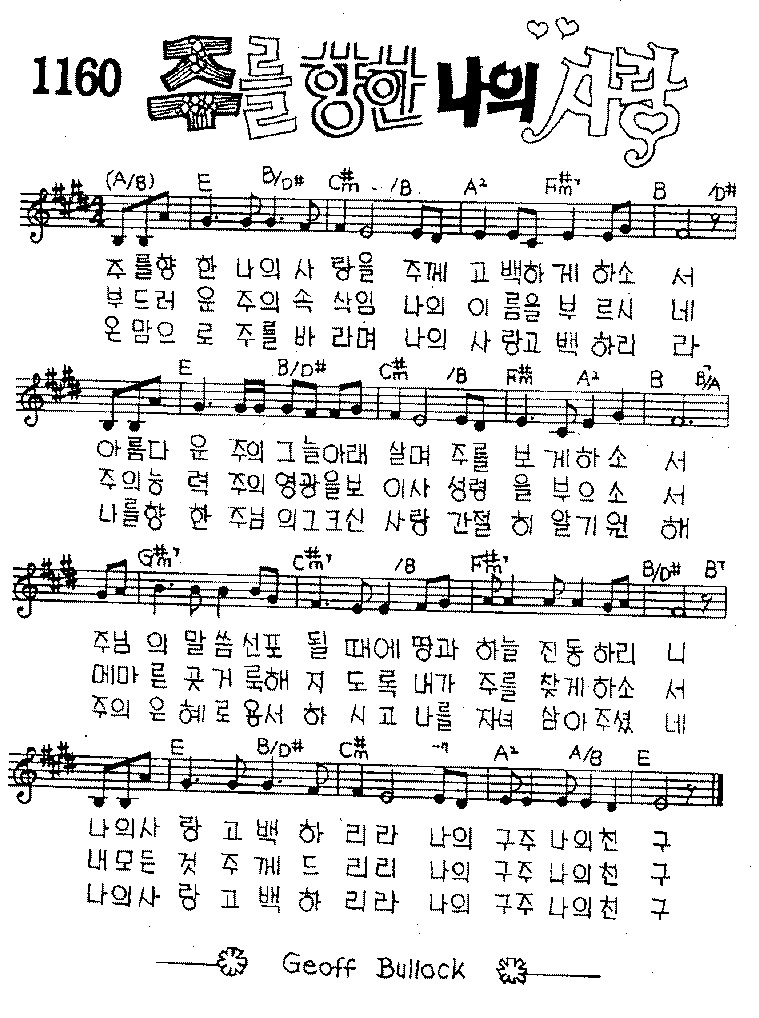 1160 주를 향한 나의 사랑
(A/B) E B/D# C#m /B A² F#m⁷ B /D#
주 를향 한 나의 사 랑을 주께 고 백하 게 하소 서
부 드러 운 주의 속 삭임 나의 이 름을 보 르시 네
온 맘으 로 주를 바 라며 나의 사 랑고 백 하리 라
E B/D# C#m /B F#m A² B B⁷/A
아 름다 운 주의 그늘아래 살며 주를 보 게하 소 서
주의능 력 주의 영광을보 이사 성령 을 부으소 서
나를향 한 주님 의그크신 사랑 간절 히 알기 원 해
G#m⁷ C#m⁷ /B F#m⁷ B/D# B⁷
주님 의 말 씀 선포 될 때에 땅과 하늘 진동 하리 니
메마 른 곳 거 룩해 지 도록 내가 주를 찾게 하소 서
주의 은 혜 로 용서 하 시고 나를 자녀 삼아 주셨 네
E B/D# C#m A² A/B E
나의사 랑 고 백 하 리 라 나의 구주 나의친 구
내모든 것 주 께 드 리리 나의 구주 나의친 구
나의사 랑 고 백 하 리 라 나의 구주 나의친 구
Geoff Bullock